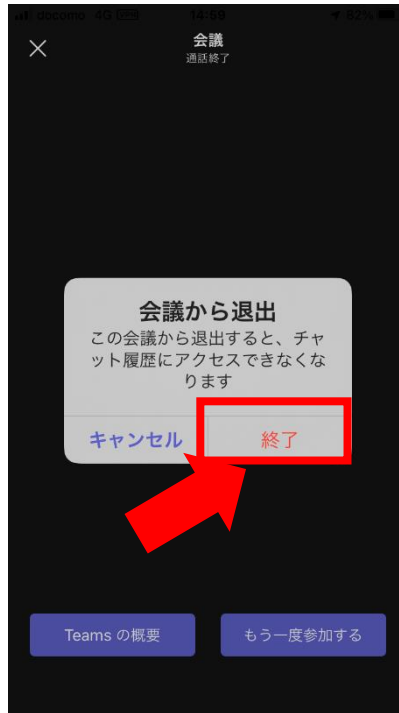 docomo 4G 14:59 82%
会議
通話終了
会議から退出
この会議から退出すると、チャ
ット履歴にアクセスできなくな
ります
キャンセル 終了
Teams の概要 もう一度参加する